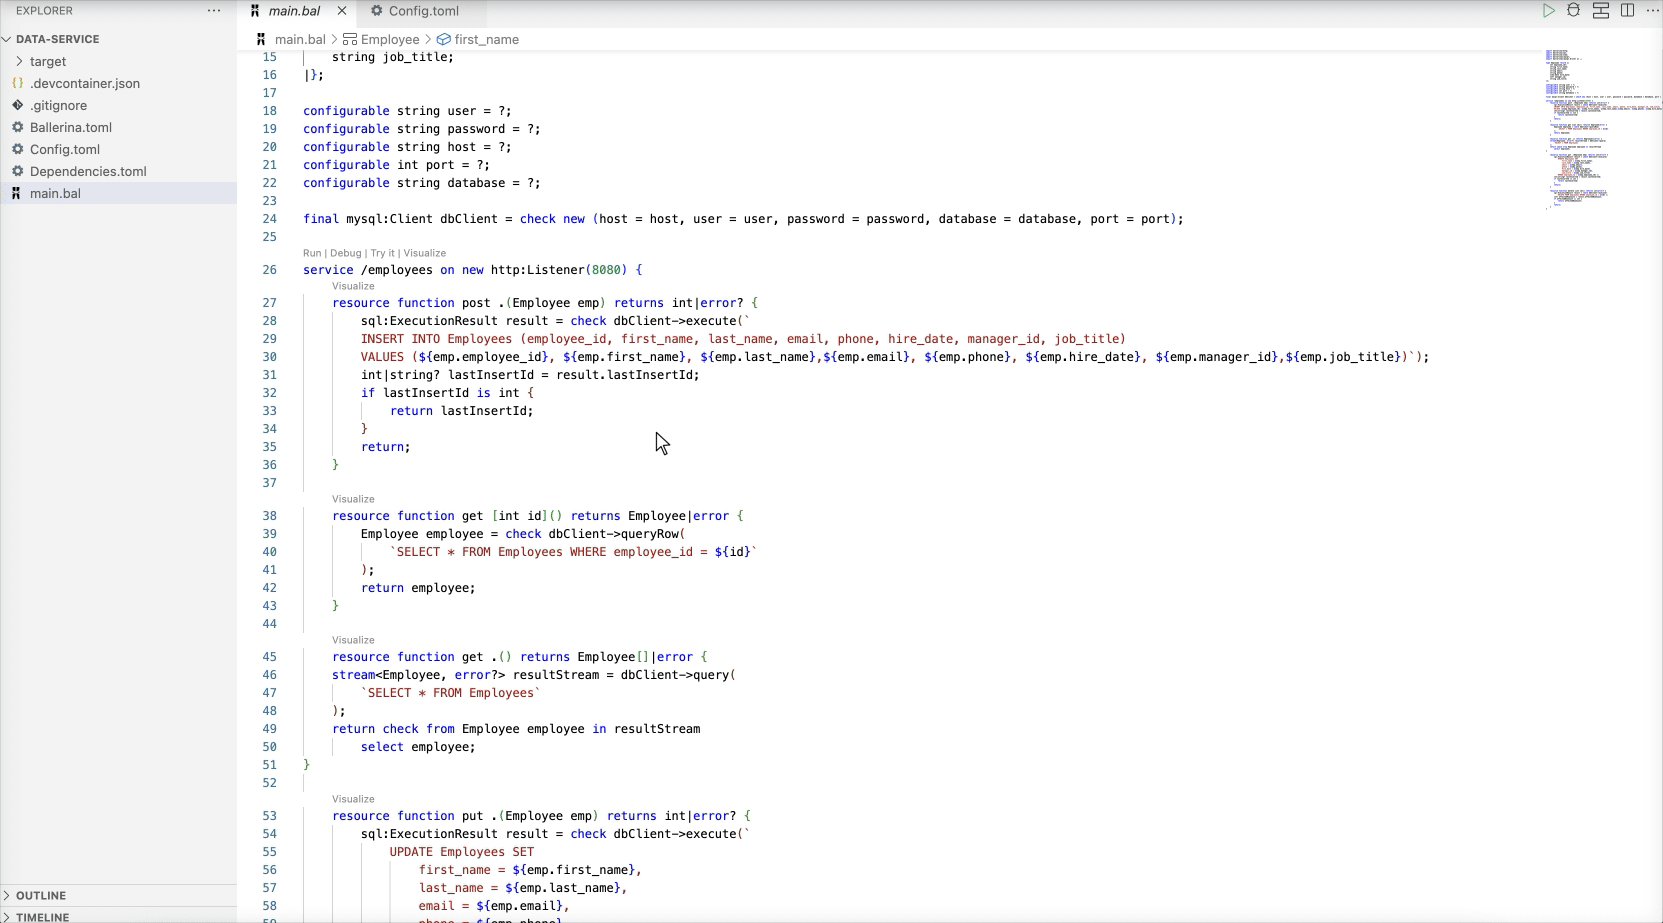 EXPLORER ···
DATA-SERVICE
target
{} .devcontainer.json
.gitignore
Ballerina.toml
Config.toml
Dependencies.toml
main.bal
OUTLINE
TIMELINE
main.bal Config.toml
main.bal > Employee > first_name
15 string job_title;
16 |};
17
18 configurable string user = ?;
19 configurable string password = ?;
20 configurable string host = ?;
21 configurable int port = ?;
22 configurable string database = ?;
23
24 final mysql:Client dbClient = check new (host = host, user = user, password = password, database = database, port = port);
25
Run | Debug | Try it | Visualize
26 service /employees on new http:Listener(8080) {
Visualize
27 resource function post .(Employee emp) returns int|error? {
28 sql:ExecutionResult result = check dbClient->execute(`
29 INSERT INTO Employees (employee_id, first_name, last_name, email, phone, hire_date, manager_id, job_title)
30 VALUES (${emp.employee_id}, ${emp.first_name}, ${emp.last_name},${emp.email}, ${emp.phone}, ${emp.hire_date}, ${emp.manager_id},${emp.job_title})`);
31 int|string? lastInsertId = result.lastInsertId;
32 if lastInsertId is int {
33 return lastInsertId;
34 }
35 return;
36 }
37
Visualize
38 resource function get [int id]() returns Employee|error {
39 Employee employee = check dbClient->queryRow(
40 `SELECT * FROM Employees WHERE employee_id = ${id}`
41 );
42 return employee;
43 }
44
Visualize
45 resource function get .() returns Employee[]|error {
46 stream<Employee, error?> resultStream = dbClient->query(
47 `SELECT * FROM Employees`
48 );
49 return check from Employee employee in resultStream
50 select employee;
51 }
52
Visualize
53 resource function put .(Employee emp) returns int|error? {
54 sql:ExecutionResult result = check dbClient->execute(`
55 UPDATE Employees SET
56 first_name = ${emp.first_name},
57 last_name = ${emp.last_name},
58 email = ${emp.email},
59 phone = ${emp.phone},